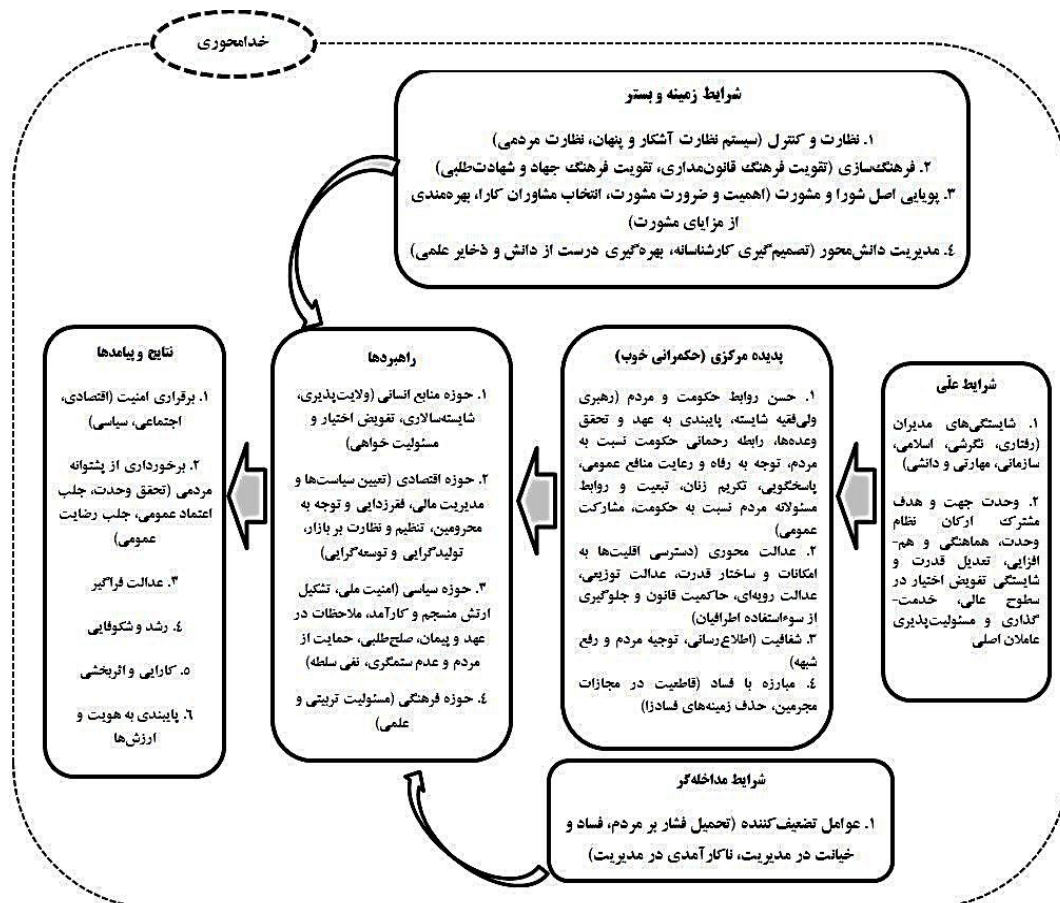 خدامحوری
شرایط زمینه و بستر
۱. نظارت و کنترل (سیستم نظارت آشکار و پنهان، نظارت مردمی)
۲. فرهنگ‌سازی (تقویت فرهنگ قانون‌مداری، تقویت فرهنگ جهاد و شهادت‌طلبی)
۳. پویایی اصل شورا و مشورت (اهمیت و ضرورت مشورت، انتخاب مشاوران کارا، بهره‌مندی
از مزایای مشورت)
٤. مدیریت دانش‌محور (تصمیم‌گیری کارشناسانه، بهره‌گیری درست از دانش و ذخایر علمی)
شرایط علّی
۱. شایستگی‌های مدیران
(رفتاری، نگرشی، اسلامی،
سازمانی، مهارتی و دانشی)
۲. وحدت جهت و هدف
مشترک ارکان نظام
وحدت، هماهنگی و هم-
افزایی، تعدیل قدرت و
شایستگی تفویض اختیار در
سطوح عالی، خدمت-
گذاری و مسئولیت‌پذیری
عاملان اصلی
پدیده مرکزی (حکمرانی خوب)
۱. حسن روابط حکومت و مردم (رهبری
ولی‌فقیه شایسته، پایبندی به عهد و تحقق
وعده‌ها، رابطه رحمانی حکومت نسبت به
مردم، توجه به رفاه و رعایت منافع عمومی،
پاسخگویی، تکریم زنان، تبعیت و روابط
مسئولانه مردم نسبت به حکومت، مشارکت
عمومی)
۲. عدالت محوری (دسترسی اقلیت‌ها به
امکانات و ساختار قدرت، عدالت توزیعی،
عدالت رویه‌ای، حاکمیت قانون و جلوگیری
از سوءاستفاده اطرافیان)
۳. شفافیت (اطلاع‌رسانی، توجیه مردم و رفع
شبهه)
٤. مبارزه با فساد (قاطعیت در مجازات
مجرمین، حذف زمینه‌های فسادزا)
راهبردها
۱. حوزه منابع انسانی (ولایت‌پذیری،
شایسته‌سالاری، تفویض اختیار و
مسئولیت خواهی)
۲. حوزه اقتصادی (تعیین سیاست‌ها و
مدیریت مالی، فقرزدایی و توجه به
محرومین، تنظیم و نظارت بر بازار،
تولیدگرایی و توسعه‌گرایی)
۳. حوزه سیاسی (امنیت ملی، تشکیل
ارتش منسجم و کارآمد، ملاحظات در
عهد و پیمان، صلح‌طلبی، حمایت از
مردم و عدم ستمگری، نفی سلطه)
٤. حوزه فرهنگی (مسئولیت تربیتی و
علمی)
نتایج و پیامدها
۱. برقراری امنیت (اقتصادی،
اجتماعی، سیاسی)
۲. برخورداری از پشتوانه
مردمی (تحقق وحدت، جلب
اعتماد عمومی، جلب رضایت
عمومی)
۳. عدالت فراگیر
٤. رشد و شکوفایی
٥. کارایی و اثربخشی
٦. پایبندی به هویت و
ارزش‌ها
شرایط مداخله‌گر
۱. عوامل تضعیف‌کننده (تحمیل فشار بر مردم، فساد و
خیانت در مدیریت، ناکارآمدی در مدیریت)